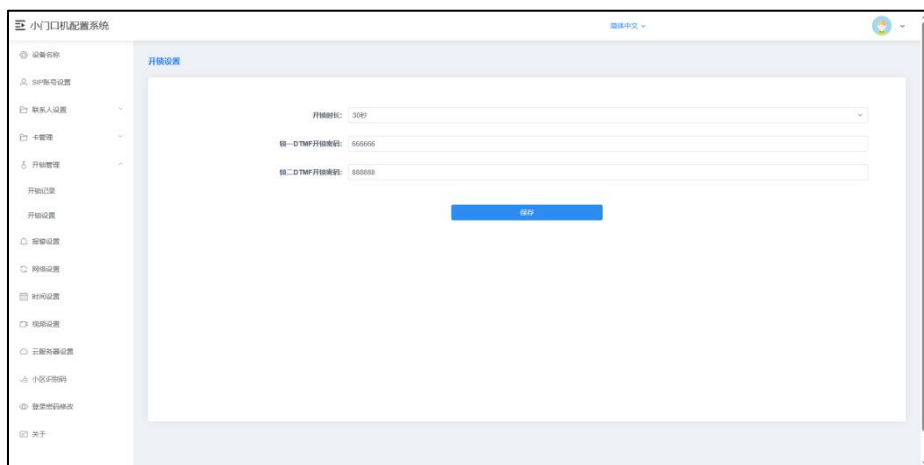 小门口机配置系统
简体中文
设备名称
SIP账号设置
联系人设置
卡管理
开锁管理
开锁记录
开锁设置
报警设置
网络设置
时间设置
视频设置
云服务器设置
小区识别码
登录密码修改
关于
开锁设置
开锁时长: 30秒
锁一DTMF开锁密码: 666666
锁二DTMF开锁密码: 888888
保存